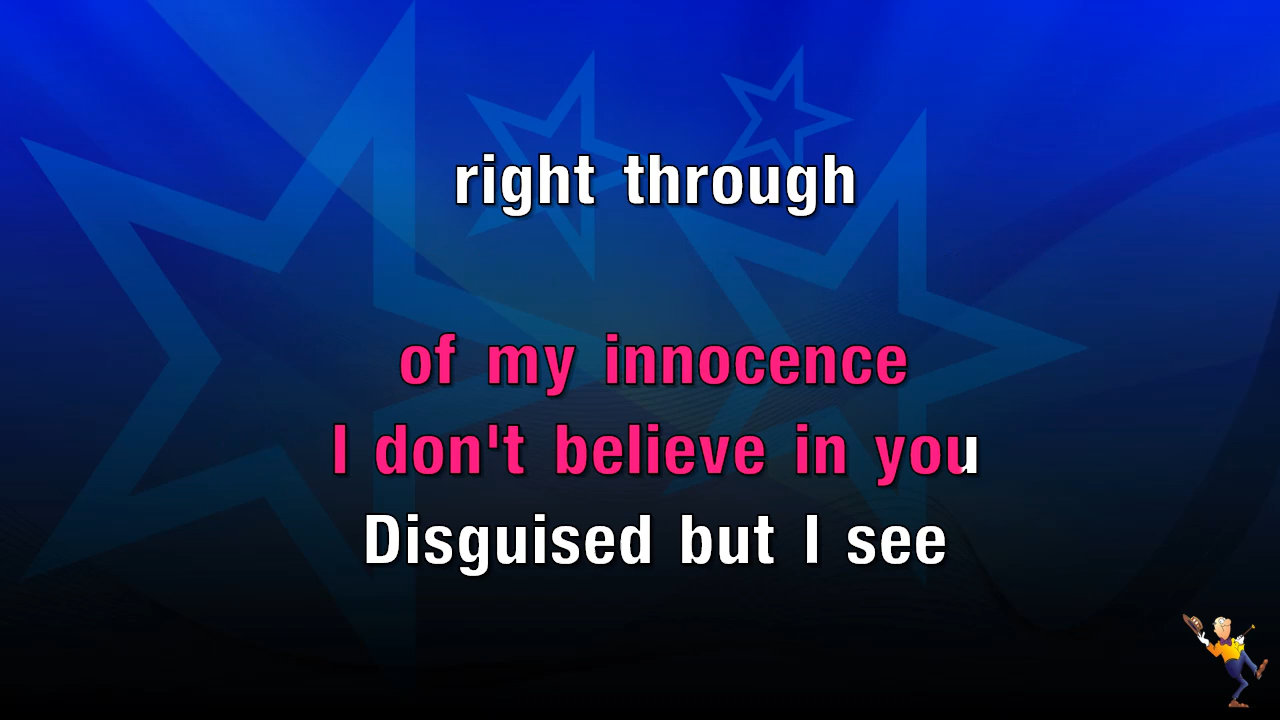 right through
of my innocence
I don't believe in you
Disguised but I see